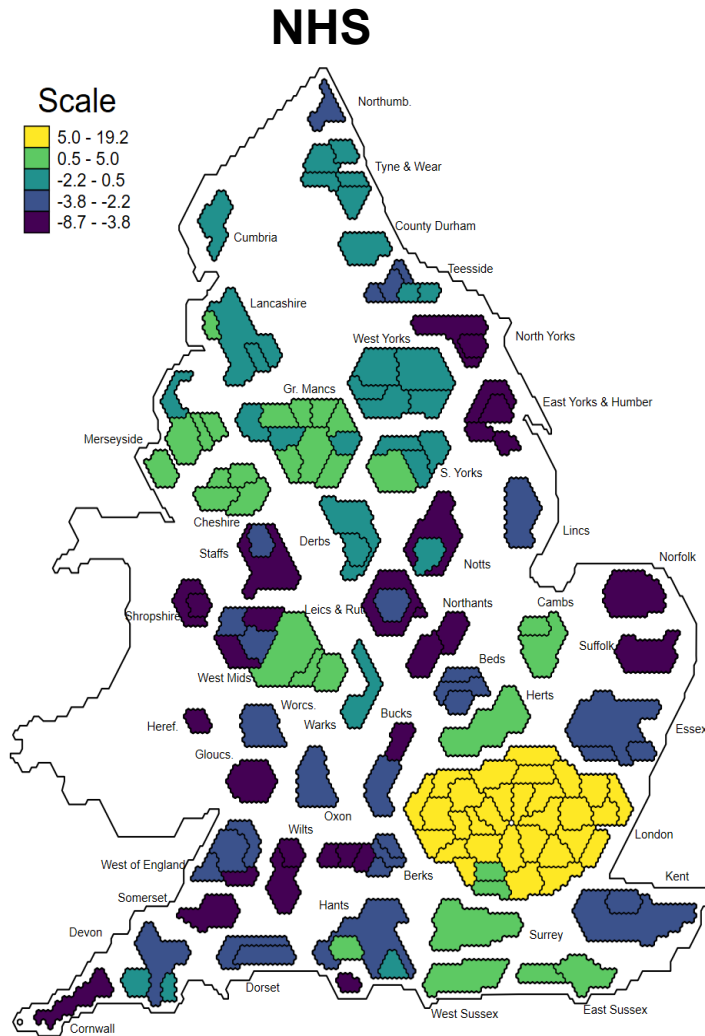 NHS
Scale
5.0 - 19.2
0.5 - 5.0
-2.2 - 0.5
-3.8 - -2.2
-8.7 - -3.8
Northumb.
Tyne & Wear
County Durham
Cumbria
Teesside
Lancashire
North Yorks
West Yorks
Gr. Mancs
East Yorks & Humber
Merseyside
S. Yorks
Cheshire
Lincs
Derbs
Staffs
Notts
Norfolk
Cambs
Northants
Leics & Rut
Shropshire
Suffolk
Beds
West Mids
Herts
Worcs.
Bucks
Warks
Heref.
Essex
Gloucs.
Oxon
Wilts
London
West of England
Berks
Kent
Somerset
Hants
Devon
Surrey
Dorset
West Sussex
East Sussex
Cornwall